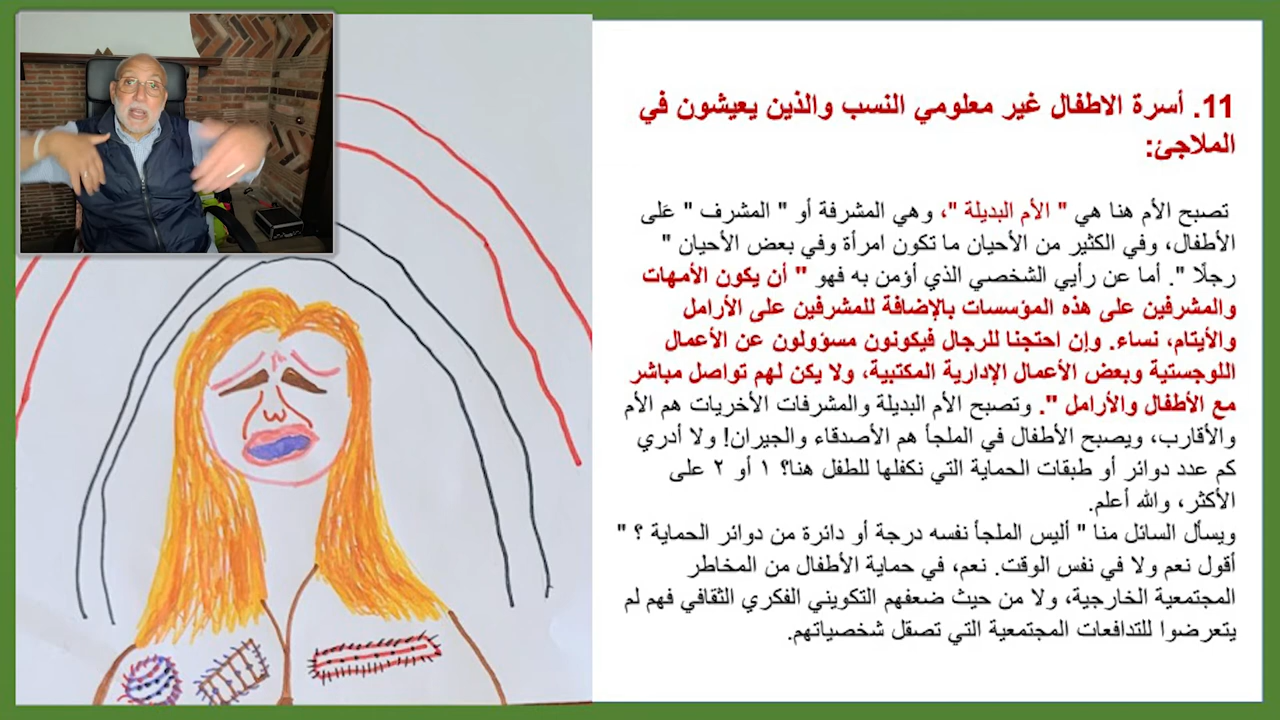 11. أسرة الاطفال غير معلومي النسب والذين يعيشون في
الملاجئ:
تصبح الأم هنا هي " الأم البديلة "، وهي المشرفة أو " المشرف " عَلى
الأطفال، وفي الكثير من الأحيان ما تكون امرأة وفي بعض الأحيان "
رجلًا ". أما عن رأيي الشخصي الذي أؤمن به فهو " أن يكون الأمهات
والمشرفين على هذه المؤسسات بالإضافة للمشرفين على الأرامل
والأيتام، نساء. وإن احتجنا للرجال فيكونون مسؤولون عن الأعمال
اللوجستية وبعض الأعمال الإدارية المكتبية، ولا يكن لهم تواصل مباشر
مع الأطفال والأرامل ". وتصبح الأم البديلة والمشرفات الأخريات هم الأم
والأقارب، ويصبح الأطفال في الملجأ هم الأصدقاء والجيران! ولا أدري
كم عدد دوائر أو طبقات الحماية التي نكفلها للطفل هنا؟ ١ أو ٢ على
الأكثر، والله أعلم.
ويسأل السائل منا " أليس الملجأ نفسه درجة أو دائرة من دوائر الحماية ؟ "
أقول نعم ولا في نفس الوقت. نعم، في حماية الأطفال من المخاطر
المجتمعية الخارجية، ولا من حيث ضعفهم التكويني الفكري الثقافي فهم لم
يتعرضوا للتدافعات المجتمعية التي تصقل شخصياتهم.